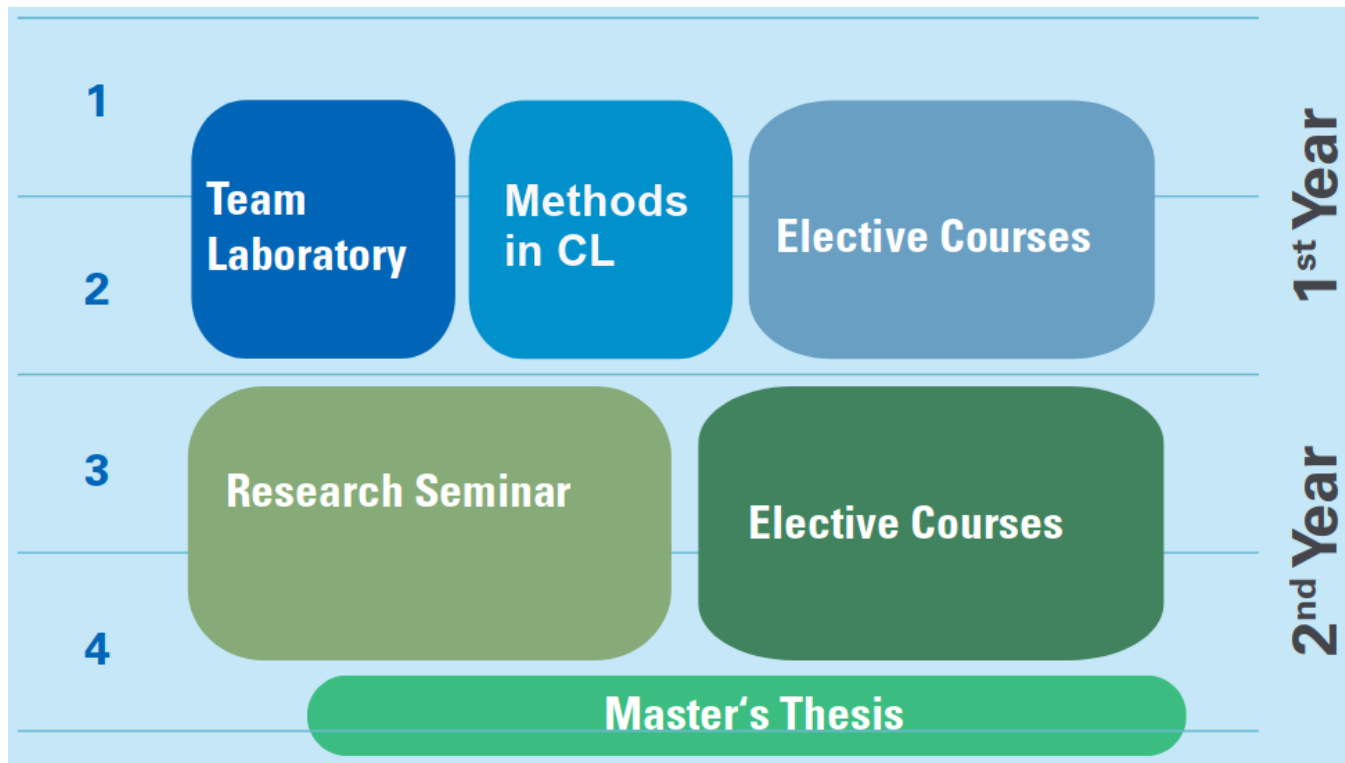 1
Team
Laboratory
Methods
in CL
Elective Courses
2
1st Year
3
Research Seminar
Elective Courses
4
2nd Year
Master‘s Thesis